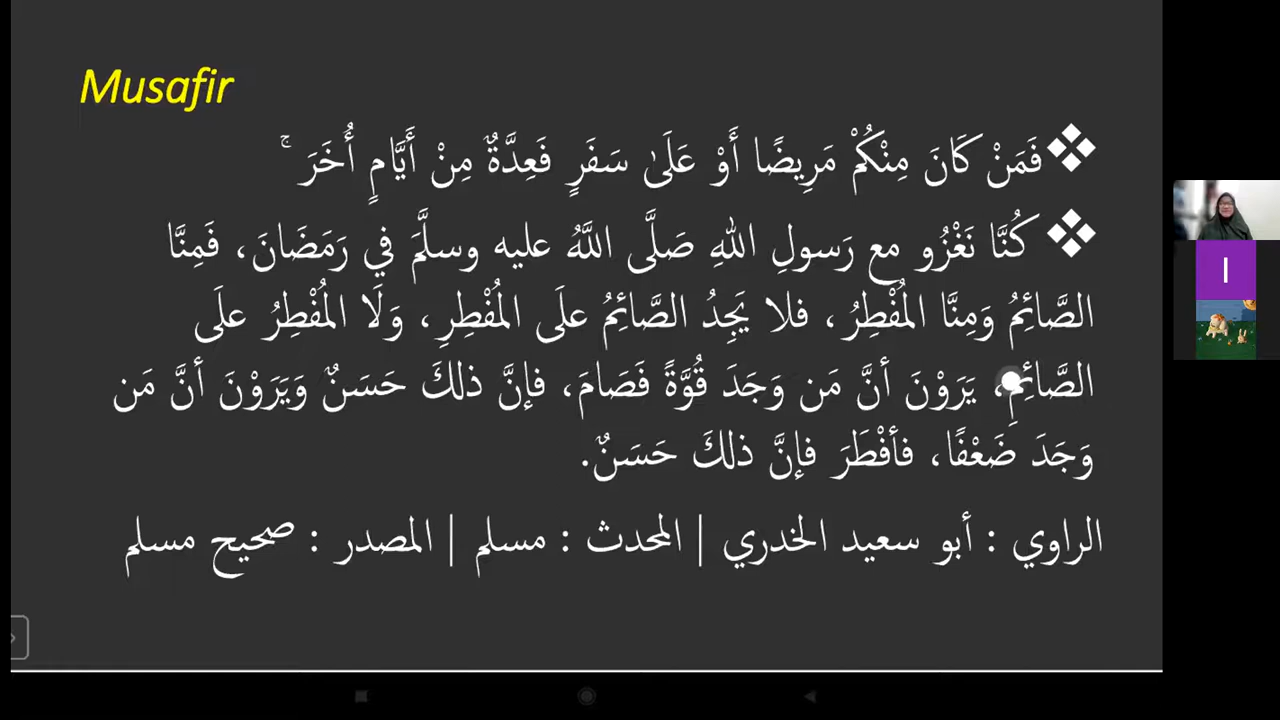 Musafir
❖فَمَنْ كَانَ مِنْكُمْ مَرِيضًا أَوْ عَلَىٰ سَفَرٍ فَعِدَّةٌ مِنْ أَيَّامٍ أُخَرَ ۚ
❖كُنَّا نَغْزُو مع رَسولِ اللهِ صَلَّى اللَّهُ عليه وسلَّمَ في رَمَضَانَ، فَمِنَّا
الصَّائِمُ وَمِنَّا المُفْطِرُ، فلا يَجِدُ الصَّائِمُ علَى المُفْطِرِ، وَلَا المُفْطِرُ علَى
الصَّائِمِ، يَرَوْنَ أنَّ مَن وَجَدَ قُوَّةً فَصَامَ، فإنَّ ذلكَ حَسَنٌ وَيَرَوْنَ أنَّ مَن
وَجَدَ ضَعْفًا، فأفْطَرَ فإنَّ ذلكَ حَسَنٌ.
الراوي : أبو سعيد الخدري | المحدث : مسلم | المصدر : صحيح مسلم
I